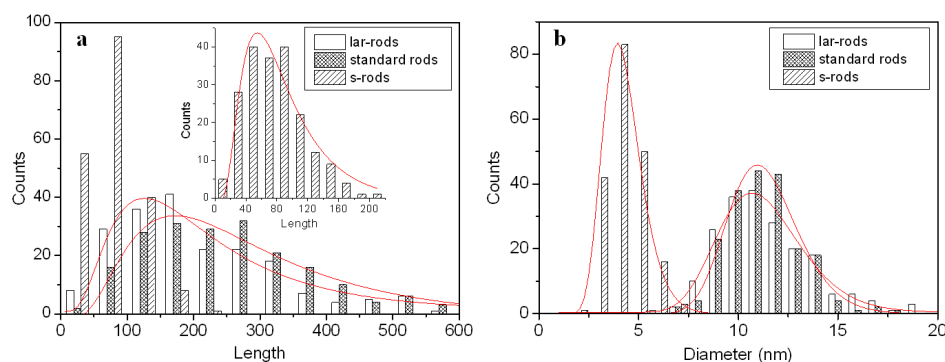 a
lar-rods
standard rods
s-rods
Counts
0
20
40
60
80
100
0 100 200 300 400 500 600
Length
Counts
0
10
20
30
40
0 40 80 120 160 200
Length
b
lar-rods
standard rods
s-rods
Counts
0
20
40
60
80
0 5 10 15 20
Diameter (nm)